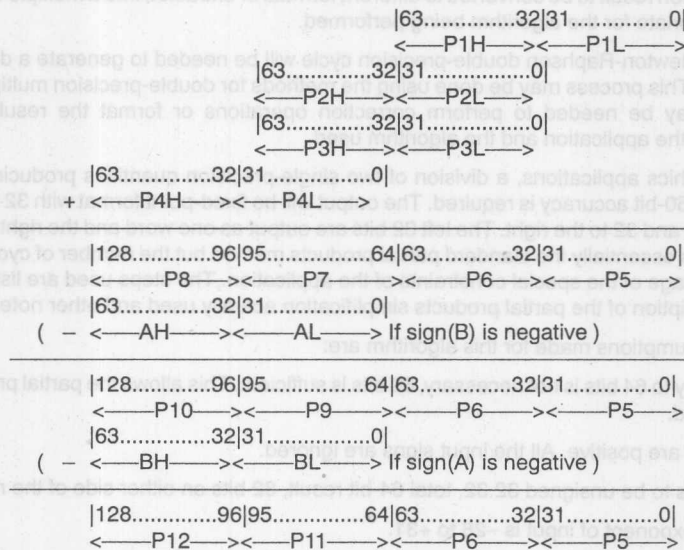 |63............32|31............0|
<——P1H——><——P1L——>
|63............32|31............0|
<——P2H——><——P2L——>
|63............32|31............0|
<——P3H——><——P3L——>
|63............32|31............0|
+ <——P4H——><——P4L——>
|128............96|95............64|63............32|31............0|
<——P8——><——P7——><——P6——><——P5——>
|63............32|31............0|
( − <——AH——><——AL——> If sign(B) is negative )
|128............96|95............64|63............32|31............0|
<——P10——><——P9——><——P6——><——P5——>
|63............32|31............0|
( − <——BH——><——BL——> If sign(A) is negative )
|128............96|95............64|63............32|31............0|
<——P12——><——P11——><——P6——><——P5——>